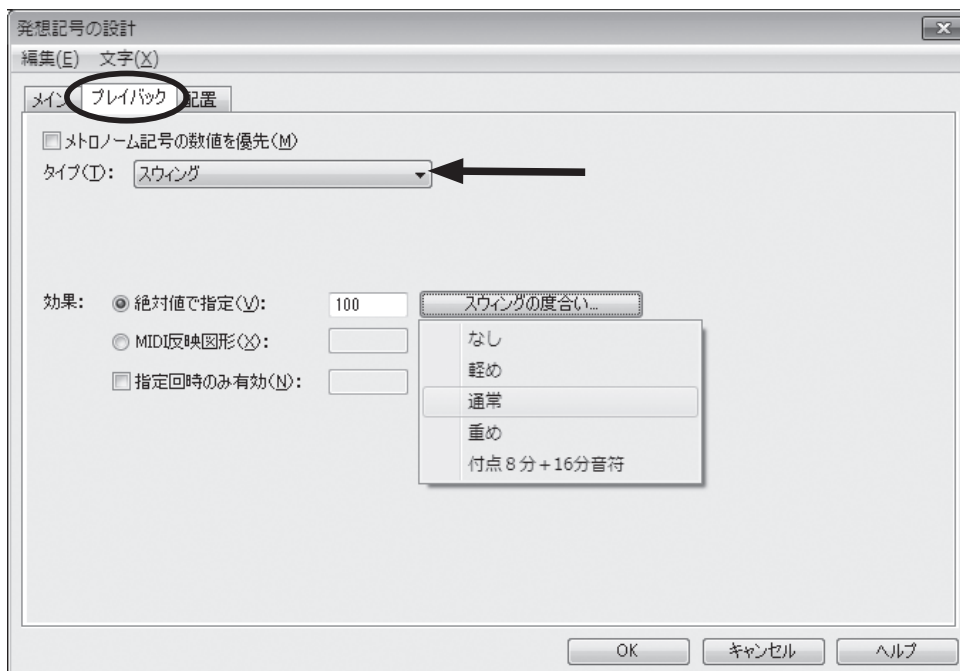 発想記号の設計
編集(E) 文字(X)
メイン プレイバック 配置
メトロノーム記号の数値を優先(M)
タイプ(T): スウィング
効果: 絶対値で指定(V): 100 スウィングの度合い...
MIDI反映図形(X):
指定回時のみ有効(N):
なし
軽め
通常
重め
付点8分+16分音符
OK キャンセル ヘルプ